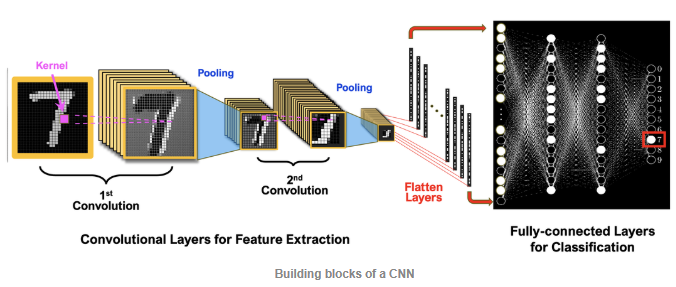 Kernel
Pooling
Pooling
1st
Convolution
2nd
Convolution
Flatten
Layers
0
1
2
3
4
5
6
7
8
9
Convolutional Layers for Feature Extraction
Fully-connected Layers
for Classification
Building blocks of a CNN